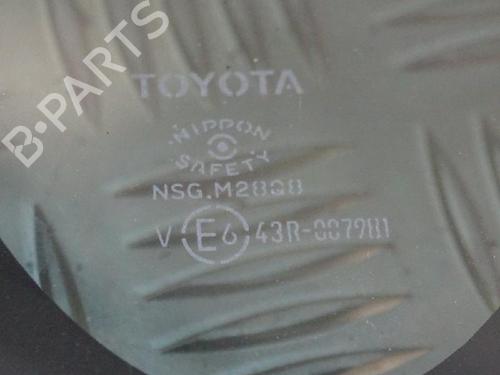 B-PARTS
TOYOTA
NIPPON
SAFETY
NSG.M2808
V E6 43R-007981